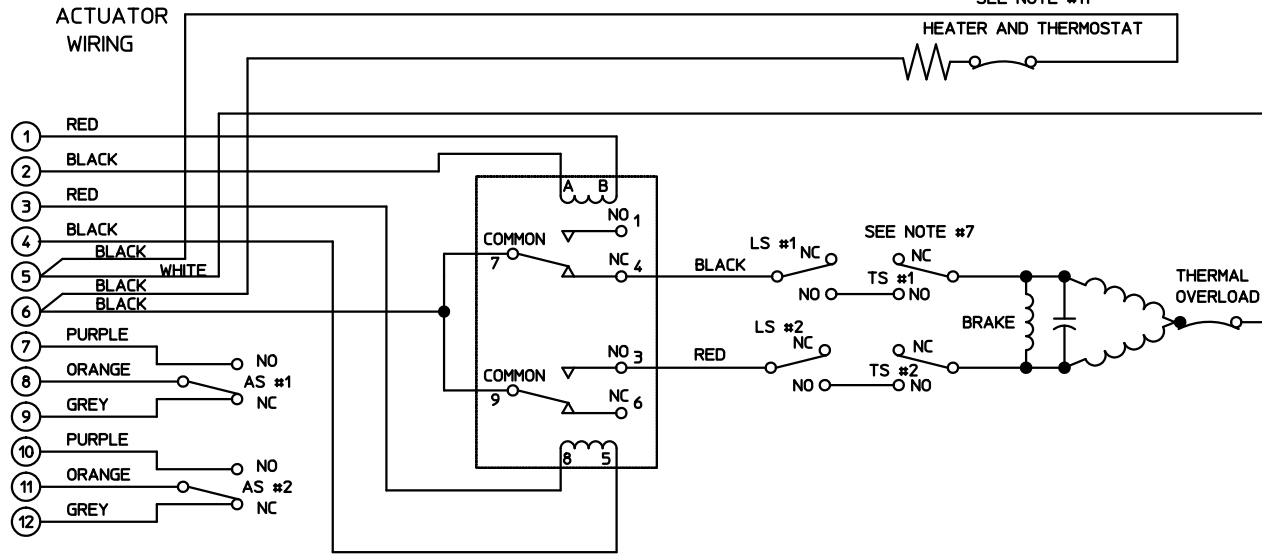 SEE NOTE #11
ACTUATOR
WIRING
HEATER AND THERMOSTAT
1 RED
2 BLACK
3 RED
4 BLACK
5 BLACK
WHITE
6 BLACK
BLACK
7 PURPLE
8 ORANGE
9 GREY
NO
AS #1
NC
10 PURPLE
11 ORANGE
12 GREY
NO
AS #2
NC
A B
NO 1
COMMON
7
NC 4
NO 3
COMMON
9
NC 6
8 5
BLACK
LS #1
NC
NO
SEE NOTE #7
NC
TS #1
NO
RED
LS #2
NC
NO
NC
TS #2
NO
BRAKE
THERMAL
OVERLOAD